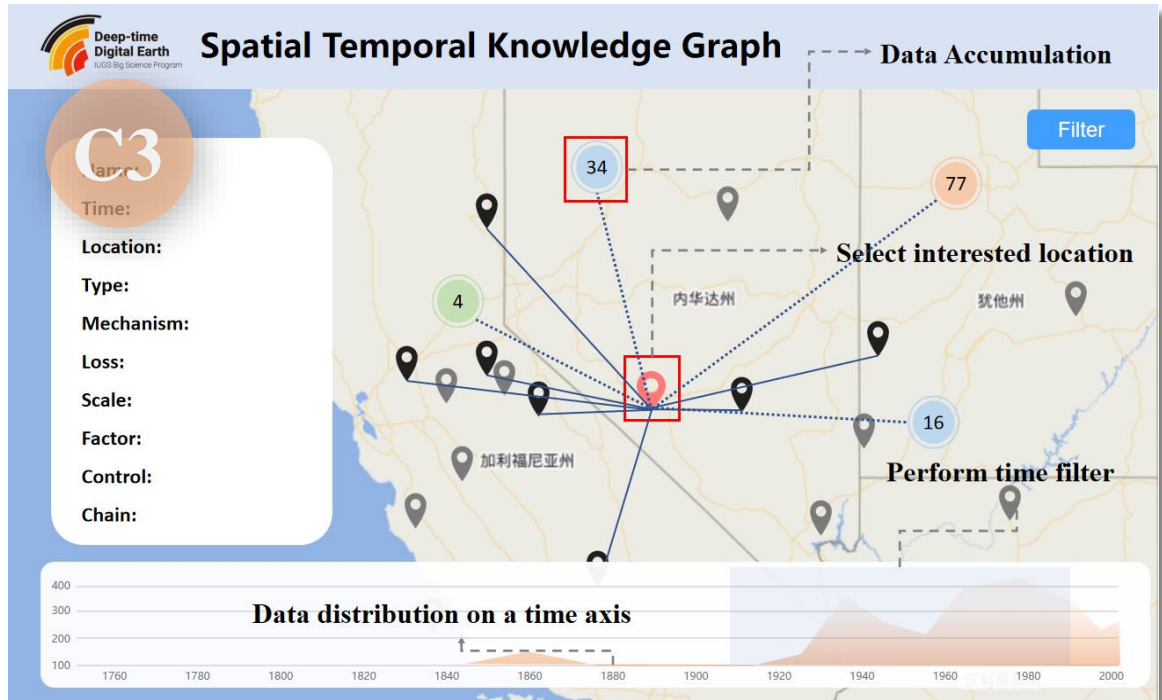 Deep-time
Digital Earth
IUGS Big Science Program
Spatial Temporal Knowledge Graph
Data Accumulation
C3
Filter
Name:
Time:
Location:
Type:
Mechanism:
Loss:
Scale:
Factor:
Control:
Chain:
34
77
Select interested location
4
内华达州
犹他州
16
加利福尼亚州
Perform time filter
Data distribution on a time axis
400
300
200
100
1760 1780 1800 1820 1840 1860 1880 1900 1920 1940 1960 1980 2000